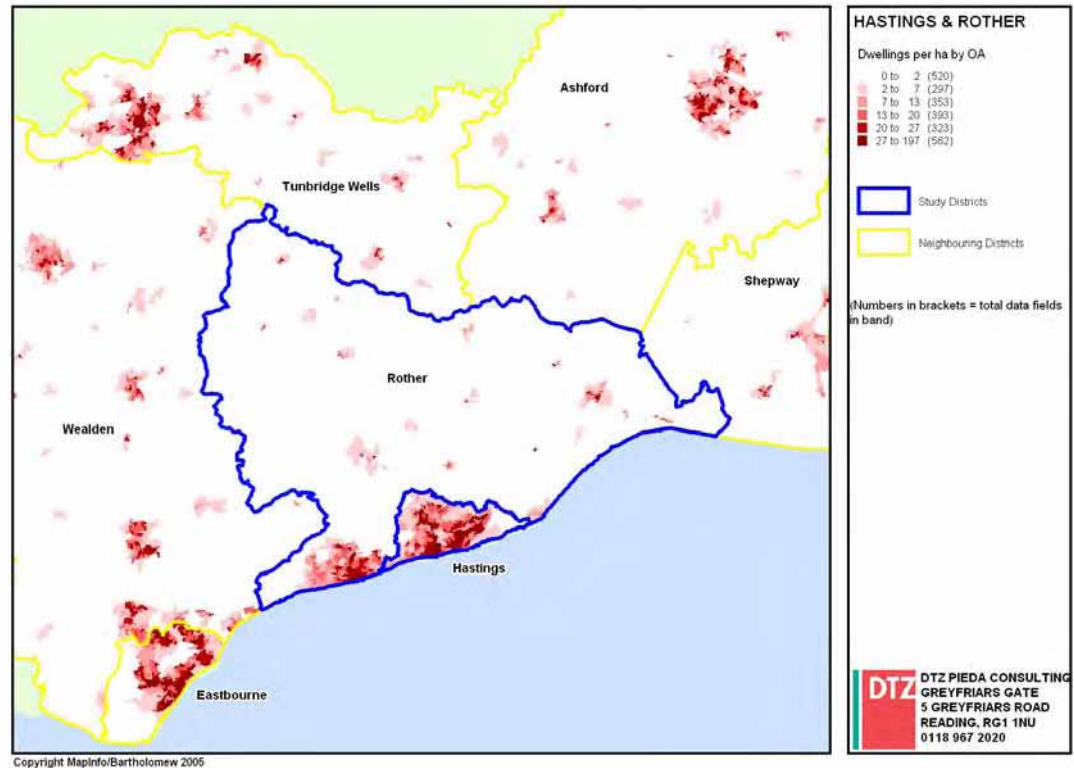 HASTINGS & ROTHER
Dwellings per ha by OA
0 to 2 (520)
2 to 7 (297)
7 to 13 (353)
13 to 20 (393)
20 to 27 (323)
27 to 197 (562)
Study Districts
Neighbouring Districts
(Numbers in brackets = total data fields
in band)
Ashford
Tunbridge Wells
Shepway
Rother
Wealden
Hastings
Eastbourne
DTZ
DTZ PIEDA CONSULTING
GREYFRIARS GATE
5 GREYFRIARS ROAD
READING, RG1 1NU
0118 967 2020
Copyright MapInfo/Bartholomew 2005